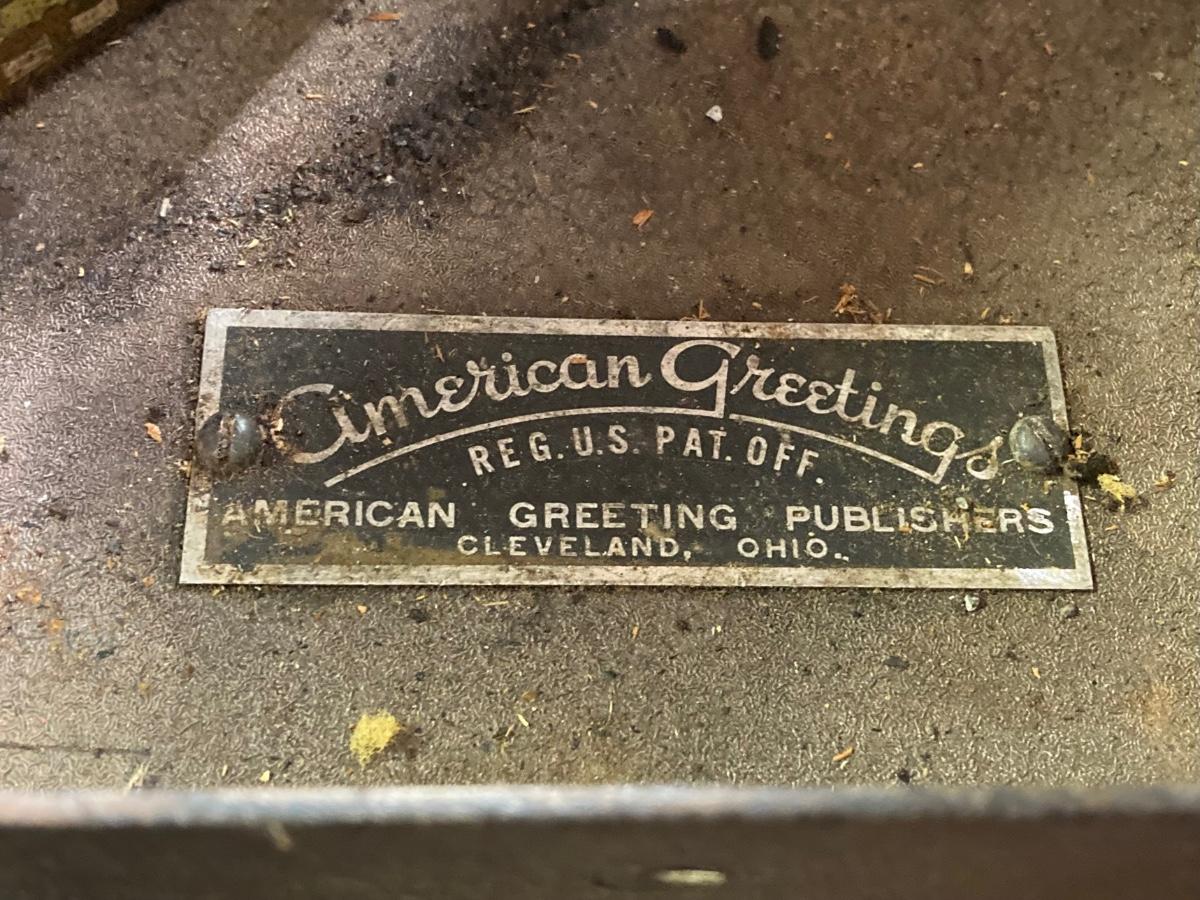 American Greetings
REG. U.S. PAT. OFF.
AMERICAN GREETING PUBLISHERS
CLEVELAND, OHIO.